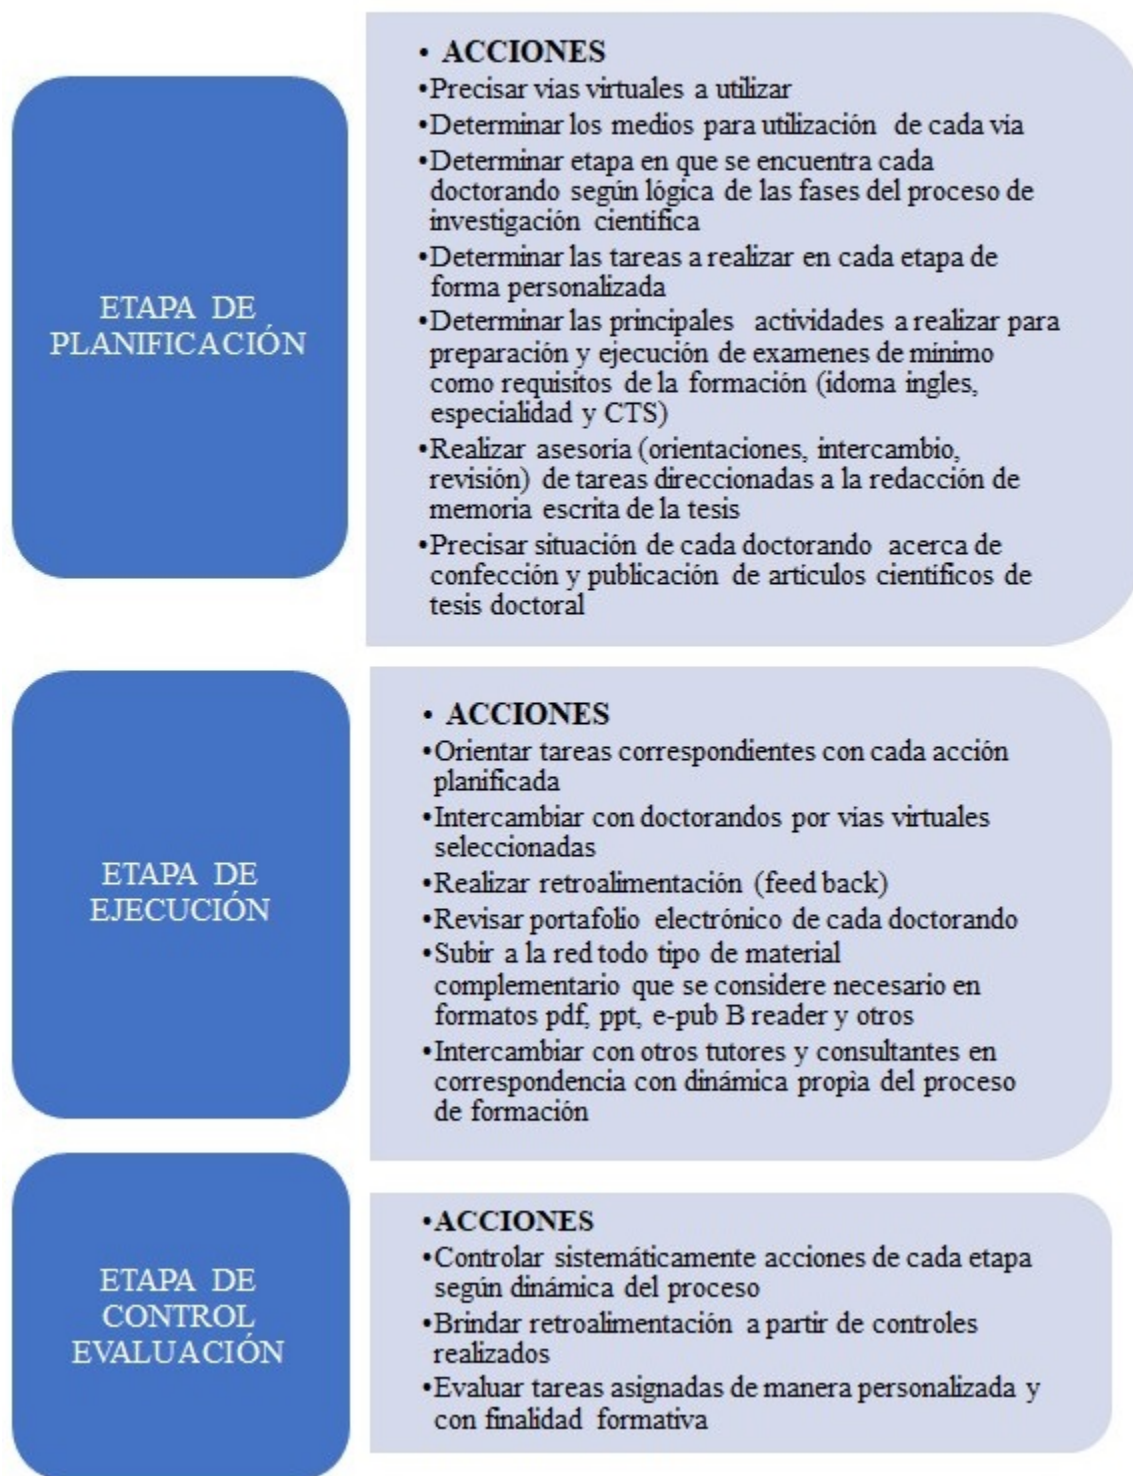 ETAPA DE
PLANIFICACIÓN
• ACCIONES
•Precisar vías virtuales a utilizar
•Determinar los medios para utilización de cada vía
•Determinar etapa en que se encuentra cada
doctorando según lógica de las fases del proceso de
investigación científica
•Determinar las tareas a realizar en cada etapa de
forma personalizada
•Determinar las principales actividades a realizar para
preparación y ejecución de examenes de mínimo
como requisitos de la formación (idoma ingles,
especialidad y CTS)
•Realizar asesoría (orientaciones, intercambio,
revisión) de tareas direccionadas a la redacción de
memoria escrita de la tesis
•Precisar situación de cada doctorando acerca de
confección y publicación de artículos científicos de
tesis doctoral
ETAPA DE
EJECUCIÓN
• ACCIONES
•Orientar tareas correspondientes con cada acción
planificada
•Intercambiar con doctorandos por vías virtuales
seleccionadas
•Realizar retroalimentación (feed back)
•Revisar portafolio electrónico de cada doctorando
•Subir a la red todo tipo de material
complementario que se considere necesario en
formatos pdf, ppt, e-pub B reader y otros
•Intercambiar con otros tutores y consultantes en
correspondencia con dinámica propia del proceso
de formación
ETAPA DE
CONTROL
EVALUACIÓN
•ACCIONES
•Controlar sistemáticamente acciones de cada etapa
según dinámica del proceso
•Brindar retroalimentación a partir de controles
realizados
•Evaluar tareas asignadas de manera personalizada y
con finalidad formativa